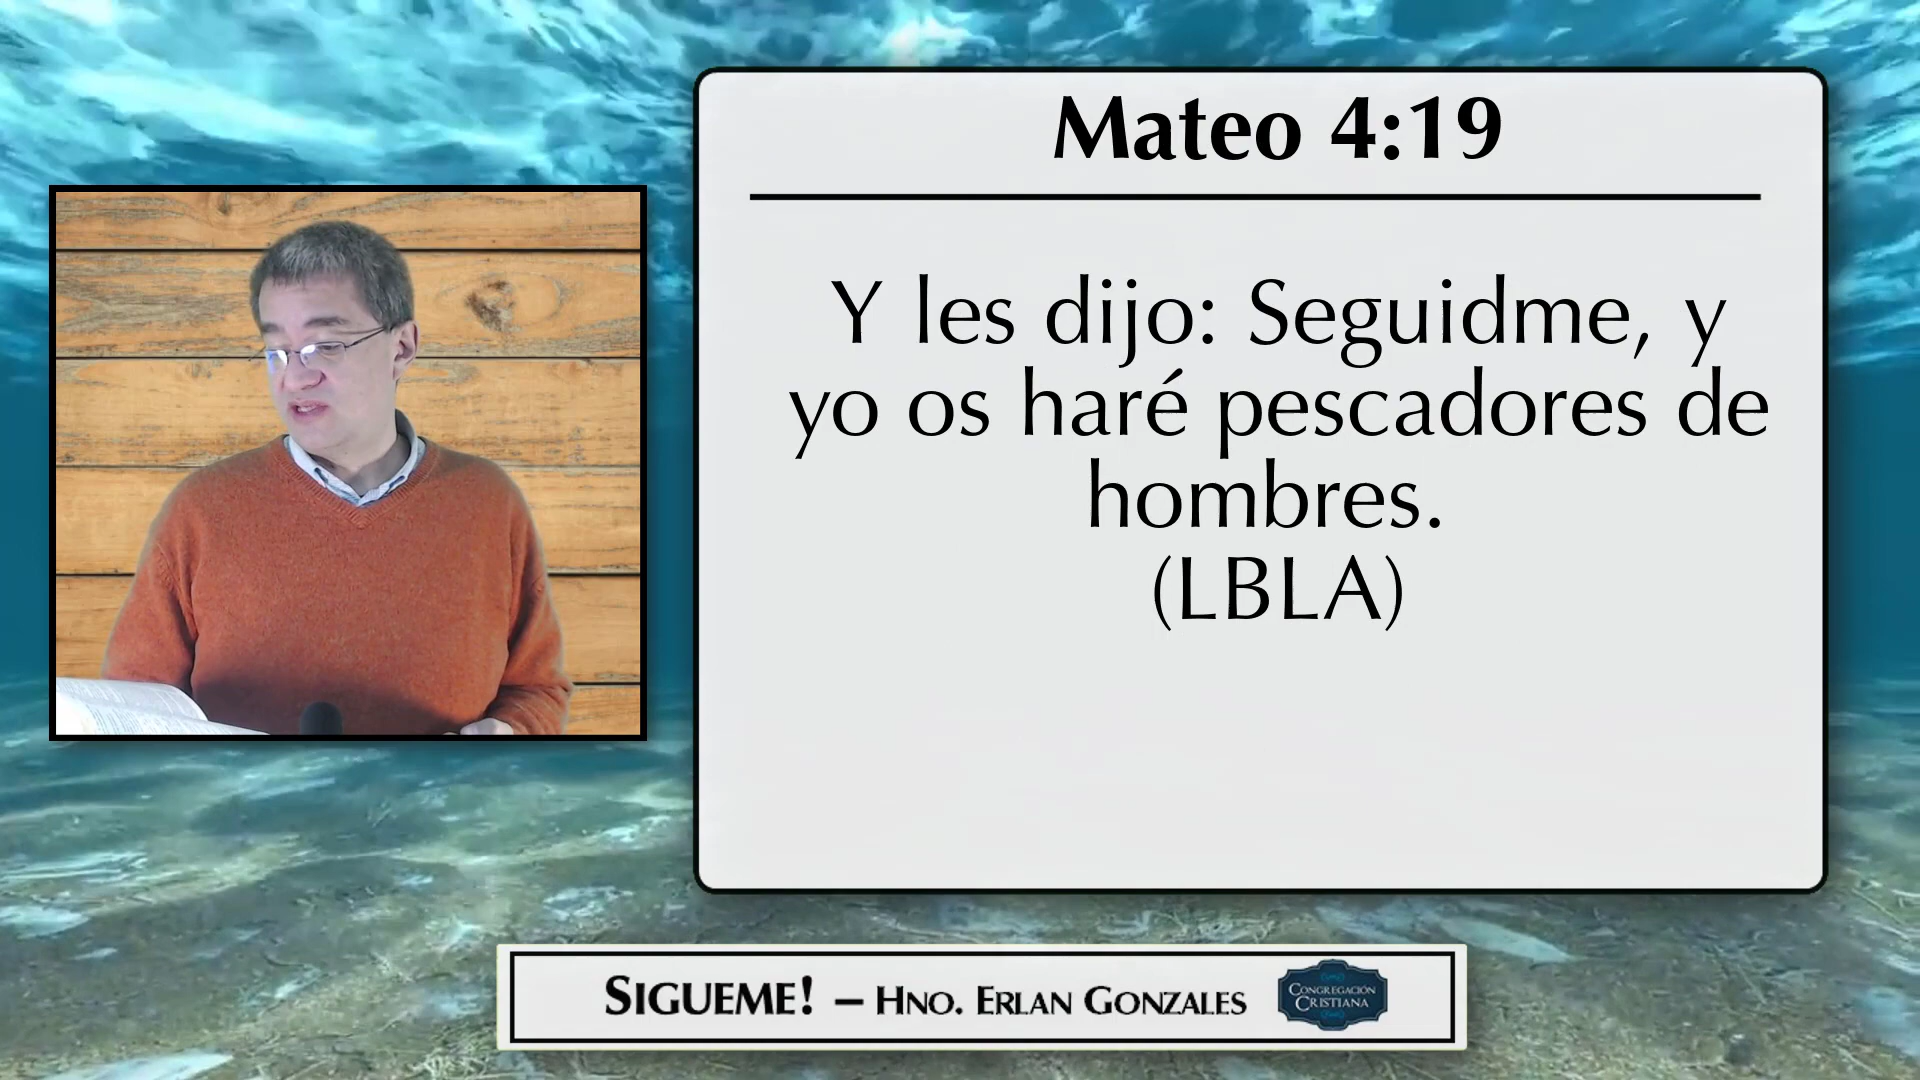 Mateo 4:19
Y les dijo: Seguidme, y
yo os haré pescadores de
hombres.
(LBLA)
SIGUEME! – HNO. ERLAN GONZALES
CONGREGACIÓN
CRISTIANA